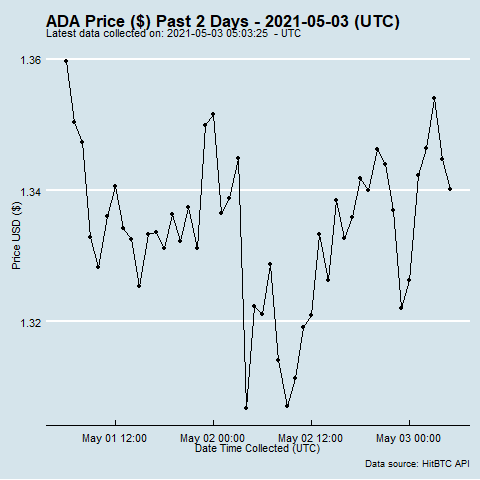 ADA Price ($) Past 2 Days - 2021-05-03 (UTC)
Latest data collected on: 2021-05-03 05:03:25 - UTC
1.36
1.34
1.32
Price USD ($)
May 01 12:00 May 02 00:00 May 02 12:00 May 03 00:00
Date Time Collected (UTC)
Data source: HitBTC API